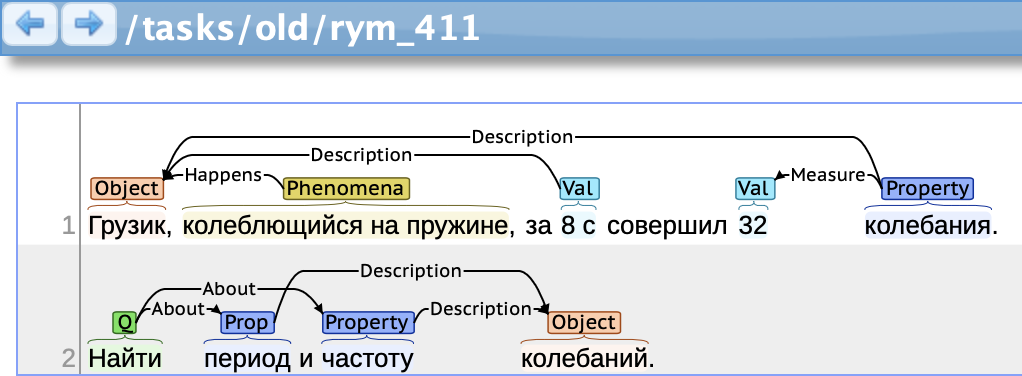 /tasks/old/rym_411
Description
Description
Object Happens Phenomena Val Val Measure Property
1 Грузик, колеблющийся на пружине, за 8 с совершил 32 колебания.
Description
About
Q About Prop Property Description Object
2 Найти период и частоту колебаний.